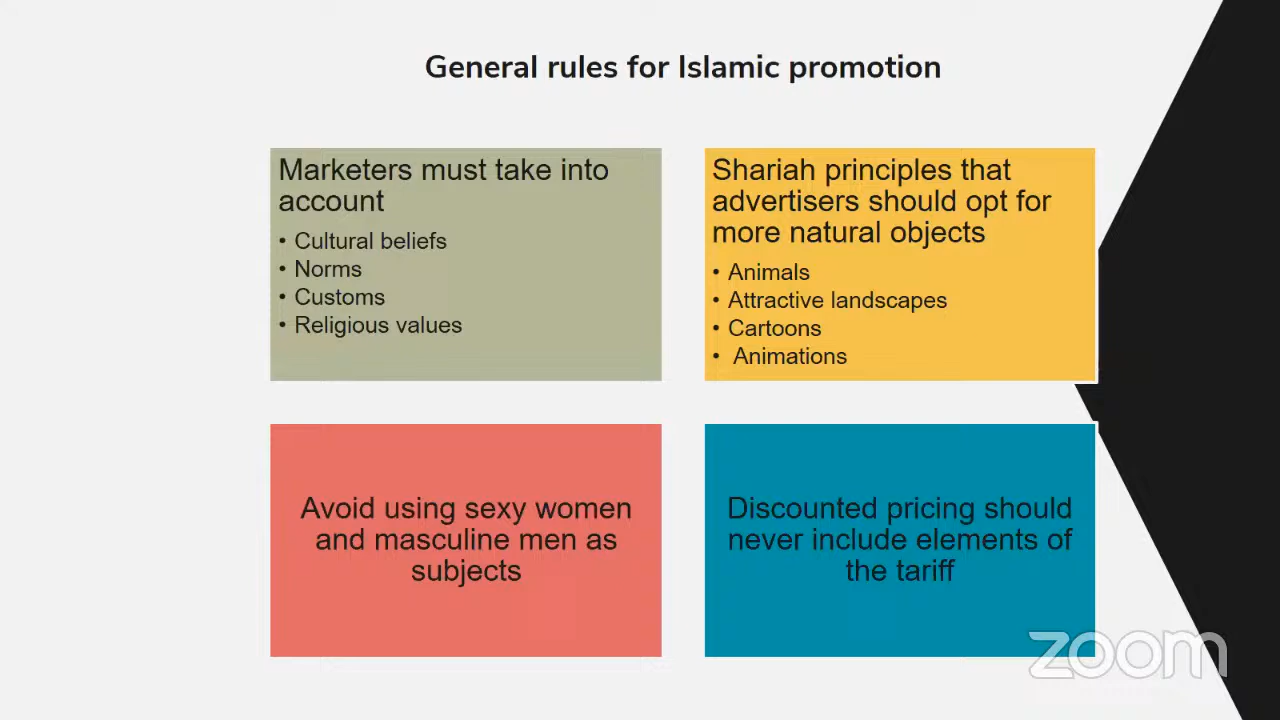 General rules for Islamic promotion
Marketers must take into
account
• Cultural beliefs
• Norms
• Customs
• Religious values
Shariah principles that
advertisers should opt for
more natural objects
• Animals
• Attractive landscapes
• Cartoons
• Animations
Avoid using sexy women
and masculine men as
subjects
Discounted pricing should
never include elements of
the tariff
zoom